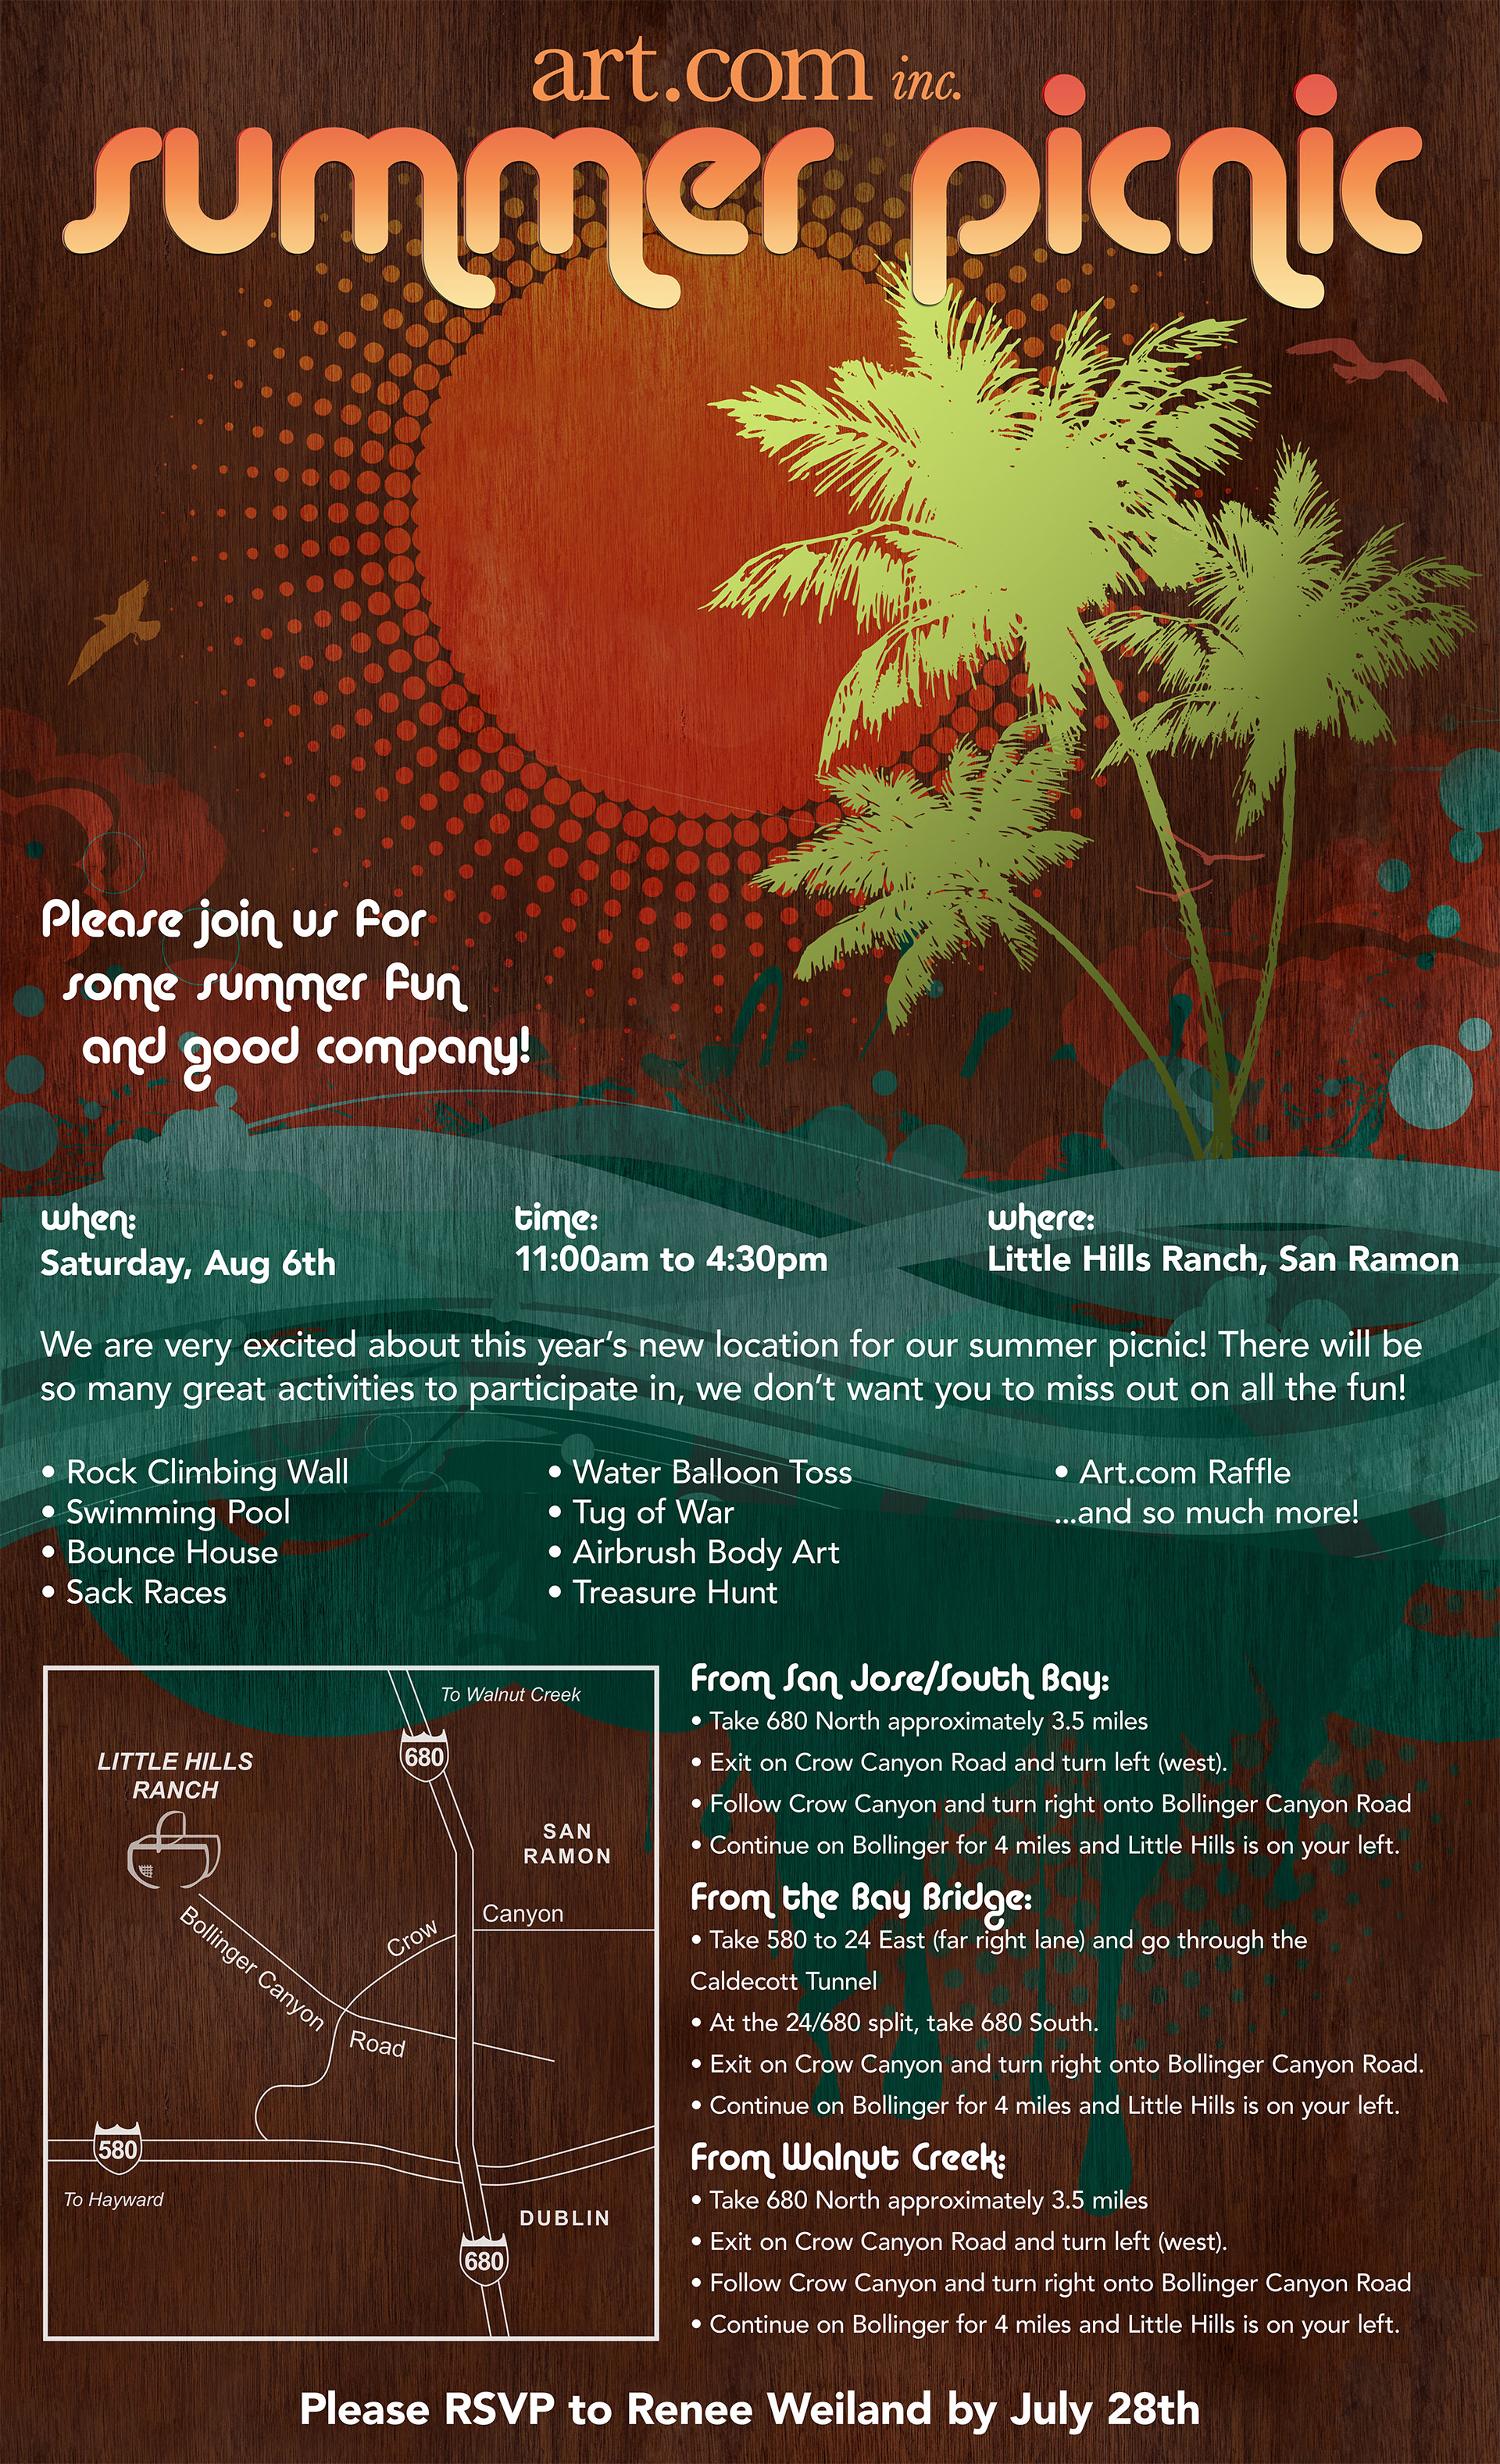 art.com inc.
summer picnic
Please join us for
some summer fun
and good company!
when:
Saturday, Aug 6th
time:
11:00am to 4:30pm
where:
Little Hills Ranch, San Ramon
We are very excited about this year’s new location for our summer picnic! There will be
so many great activities to participate in, we don’t want you to miss out on all the fun!
• Rock Climbing Wall
• Swimming Pool
• Bounce House
• Sack Races
• Water Balloon Toss
• Tug of War
• Airbrush Body Art
• Treasure Hunt
• Art.com Raffle
...and so much more!
To Walnut Creek
680
LITTLE HILLS
RANCH
SAN
RAMON
Canyon
Crow
Bollinger Canyon
Road
580
To Hayward
DUBLIN
680
From San Jose/South Bay:
• Take 680 North approximately 3.5 miles
• Exit on Crow Canyon Road and turn left (west).
• Follow Crow Canyon and turn right onto Bollinger Canyon Road
• Continue on Bollinger for 4 miles and Little Hills is on your left.
From the Bay Bridge:
• Take 580 to 24 East (far right lane) and go through the
Caldecott Tunnel
• At the 24/680 split, take 680 South.
• Exit on Crow Canyon and turn right onto Bollinger Canyon Road.
• Continue on Bollinger for 4 miles and Little Hills is on your left.
From Walnut Creek:
• Take 680 North approximately 3.5 miles
• Exit on Crow Canyon Road and turn left (west).
• Follow Crow Canyon and turn right onto Bollinger Canyon Road
• Continue on Bollinger for 4 miles and Little Hills is on your left.
Please RSVP to Renee Weiland by July 28th